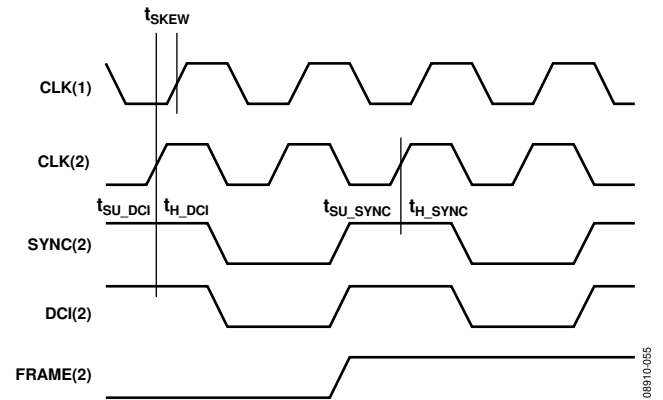 tSKEW
CLK(1)
CLK(2)
tSU_DCI tH_DCI tSU_SYNC tH_SYNC
SYNC(2)
DCI(2)
FRAME(2)
08910-055